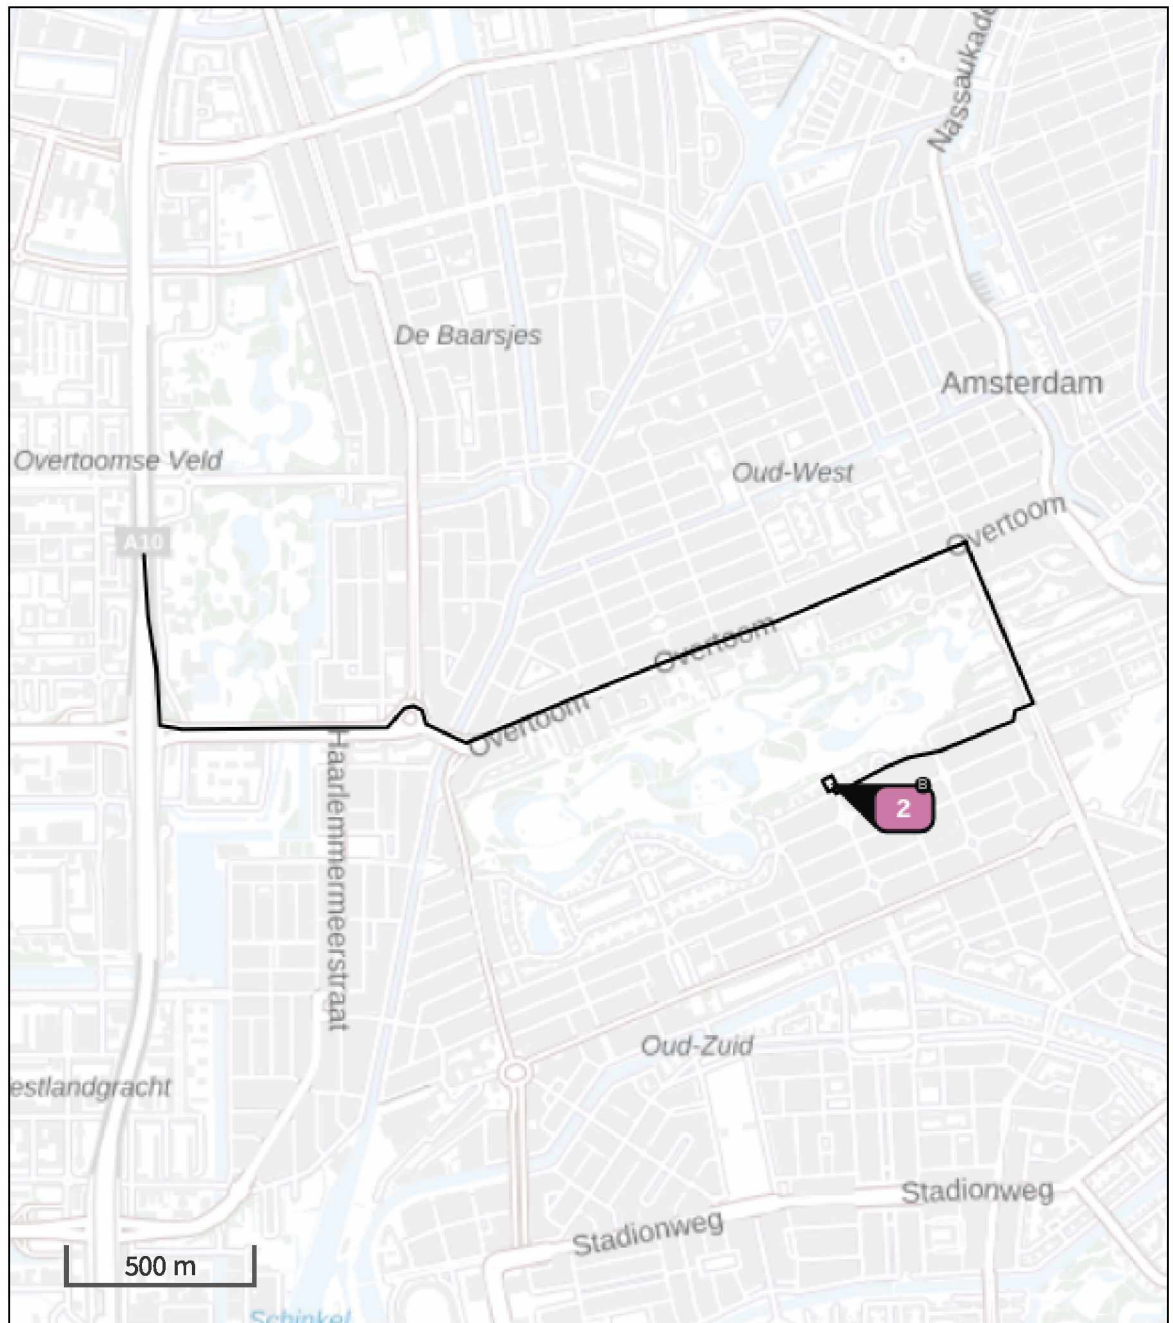 Nassaukade
De Baarsjes
Amsterdam
Overtoomse Veld
Oud-West
A10
Overtoom
Overtoom
Overtoom
Haarlemmermeerstraat
B
2
Oud-Zuid
estlandgracht
Stadionweg
Stadionweg
500 m
Schinkel